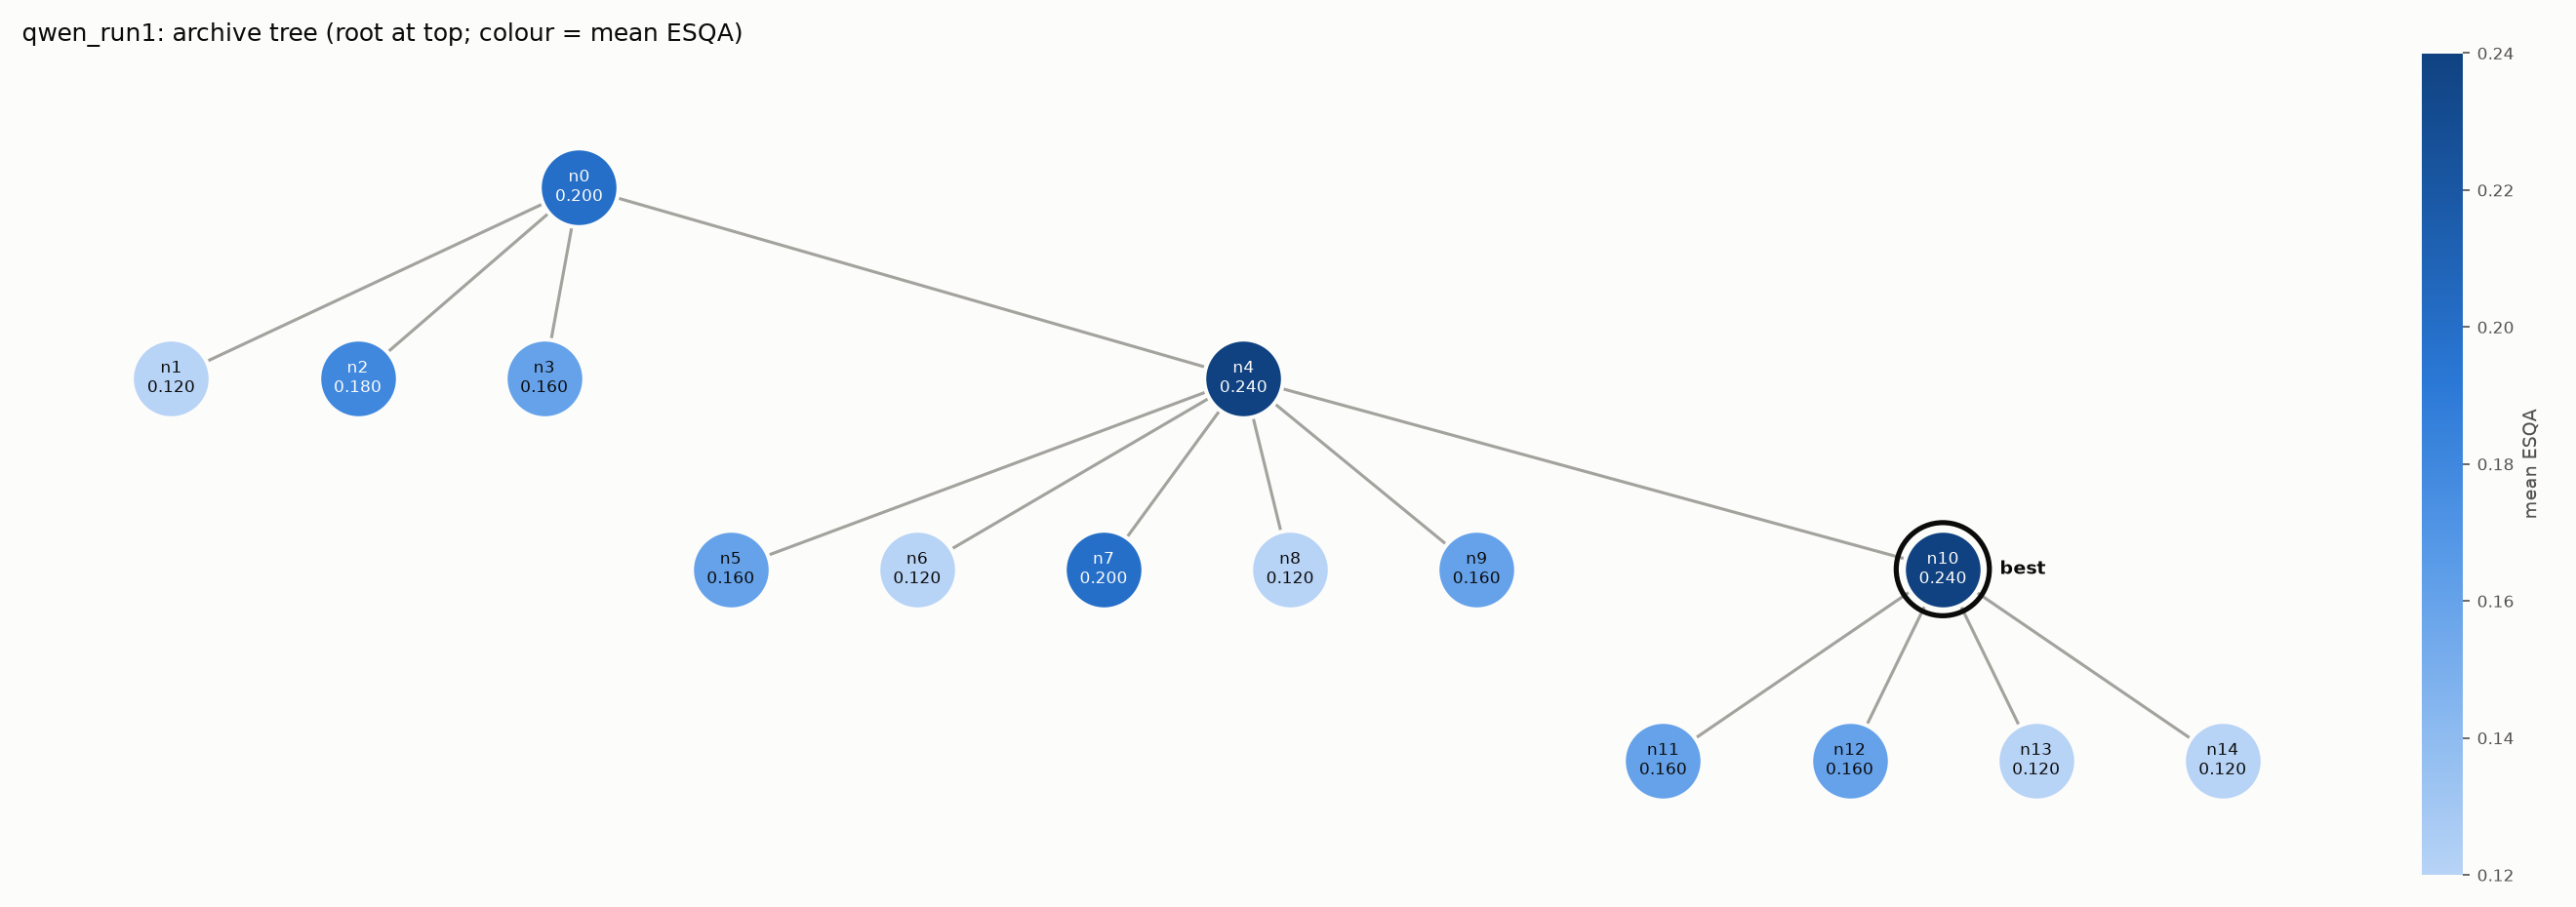 qwen_run1: archive tree (root at top; colour = mean ESQA)
n0
0.200
n1
0.120
n2
0.180
n3
0.160
n4
0.240
n5
0.160
n6
0.120
n7
0.200
n8
0.120
n9
0.160
n10
0.240
best
n11
0.160
n12
0.160
n13
0.120
n14
0.120
0.24
0.22
0.20
0.18
0.16
0.14
0.12
mean ESQA